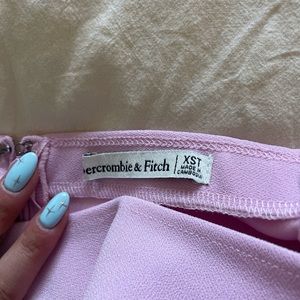 bercrombie & Fitch
XST
MADE IN
CAMBODIA